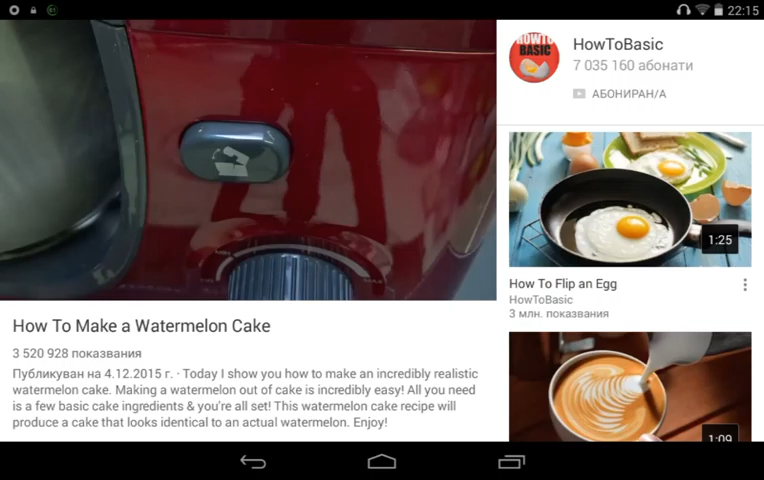 22:15
HOWTO
BASIC
HowToBasic
7 035 160 абонати
АБОНИРАН/А
1:25
How To Flip an Egg
HowToBasic
3 млн. показвания
1:09
How To Make a Watermelon Cake
3 520 928 показвания
Публикуван на 4.12.2015 г. · Today I show you how to make an incredibly realistic
watermelon cake. Making a watermelon out of cake is incredibly easy! All you need
is a few basic cake ingredients & you're all set! This watermelon cake recipe will
produce a cake that looks identical to an actual watermelon. Enjoy!